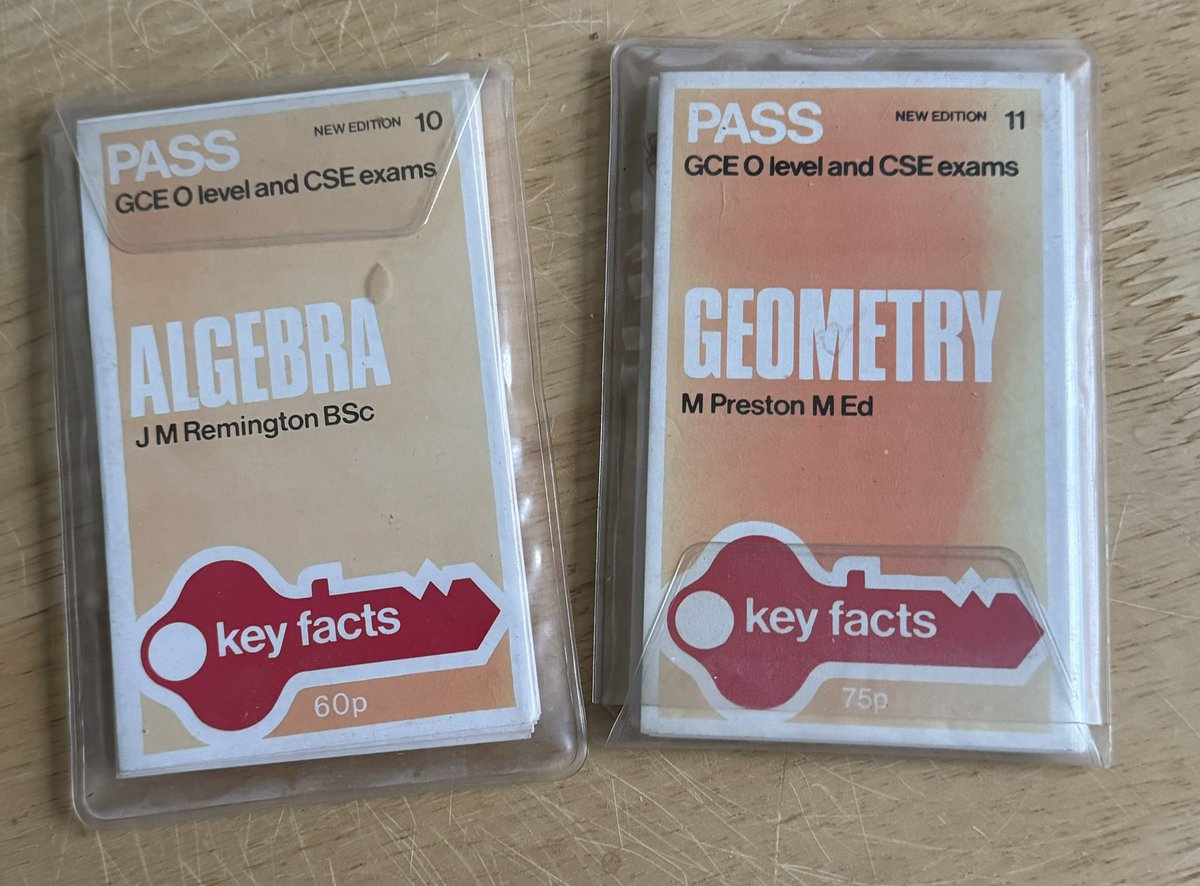 PASS NEW EDITION 10
GCE O level and CSE exams
ALGEBRA
J M Remington BSc
key facts
60p
PASS NEW EDITION 11
GCE O level and CSE exams
GEOMETRY
M Preston M Ed
key facts
75p